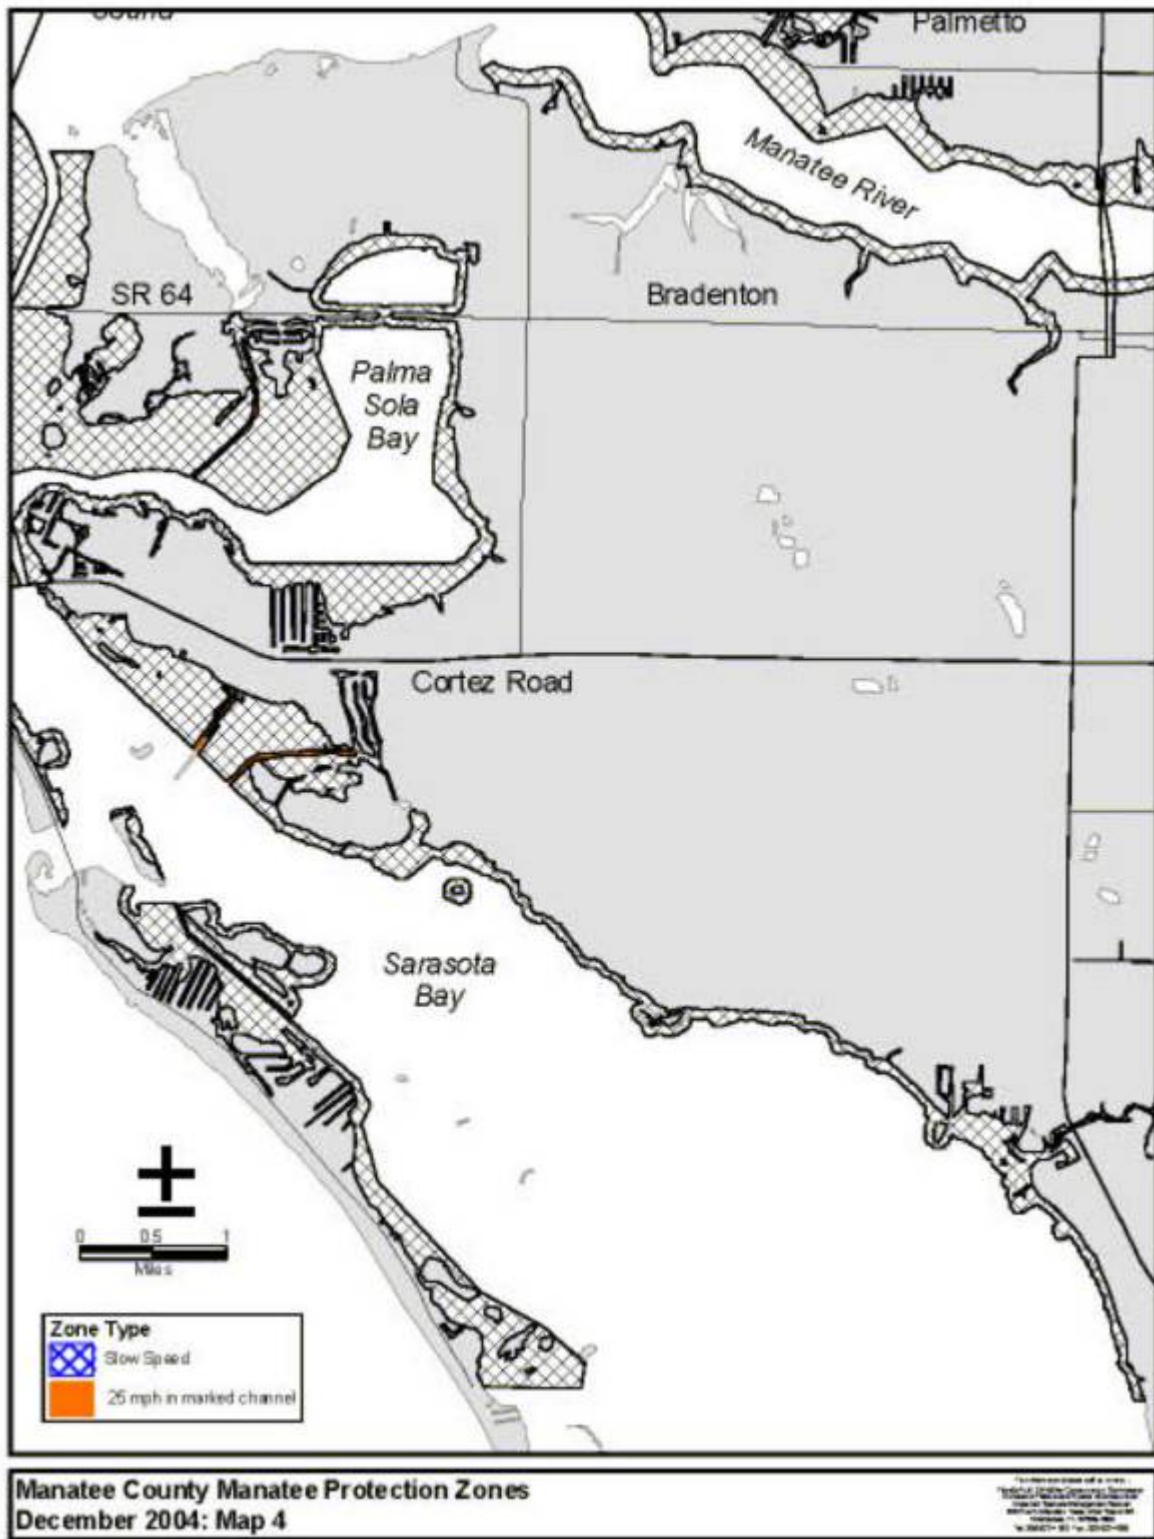 Sound
Palmetto
Manatee River
SR 64
Bradenton
Palma
Sola
Bay
Cortez Road
Sarasota
Bay
0 0.5 1
Miles
Zone Type
Slow Speed
25 mph in marked channel
Manatee County Manatee Protection Zones
December 2004: Map 4